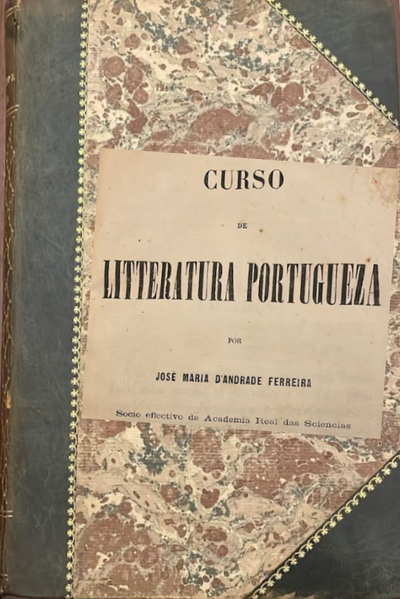 CURSO
DE
LITTERATURA PORTUGUEZA
POR
JOSÉ MARIA D'ANDRADE FERREIRA
Socio effectivo da Academia Real das Sciencias